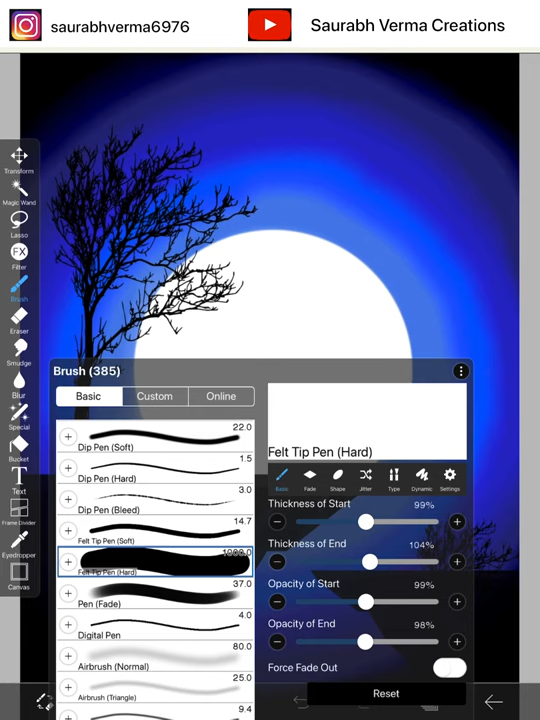 saurabhverma6976
Saurabh Verma Creations
Transform
Magic Wand
Lasso
FX
Filter
Brush
Eraser
Smudge
Blur
Special
Bucket
T
Text
Frame Divider
Eyedropper
Canvas
Brush (385)
Basic
Custom
Online
22.0
Dip Pen (Soft)
1.5
Dip Pen (Hard)
3.0
Dip Pen (Bleed)
14.7
Felt Tip Pen (Soft)
1000.0
Felt Tip Pen (Hard)
37.0
Pen (Fade)
4.0
Digital Pen
80.0
Airbrush (Normal)
25.0
Airbrush (Triangle)
9.4
Felt Tip Pen (Hard)
Basic
Fade
Shape
Jitter
Type
Dynamic
Settings
Thickness of Start 99%
Thickness of End 104%
Opacity of Start 99%
Opacity of End 98%
Force Fade Out
Reset